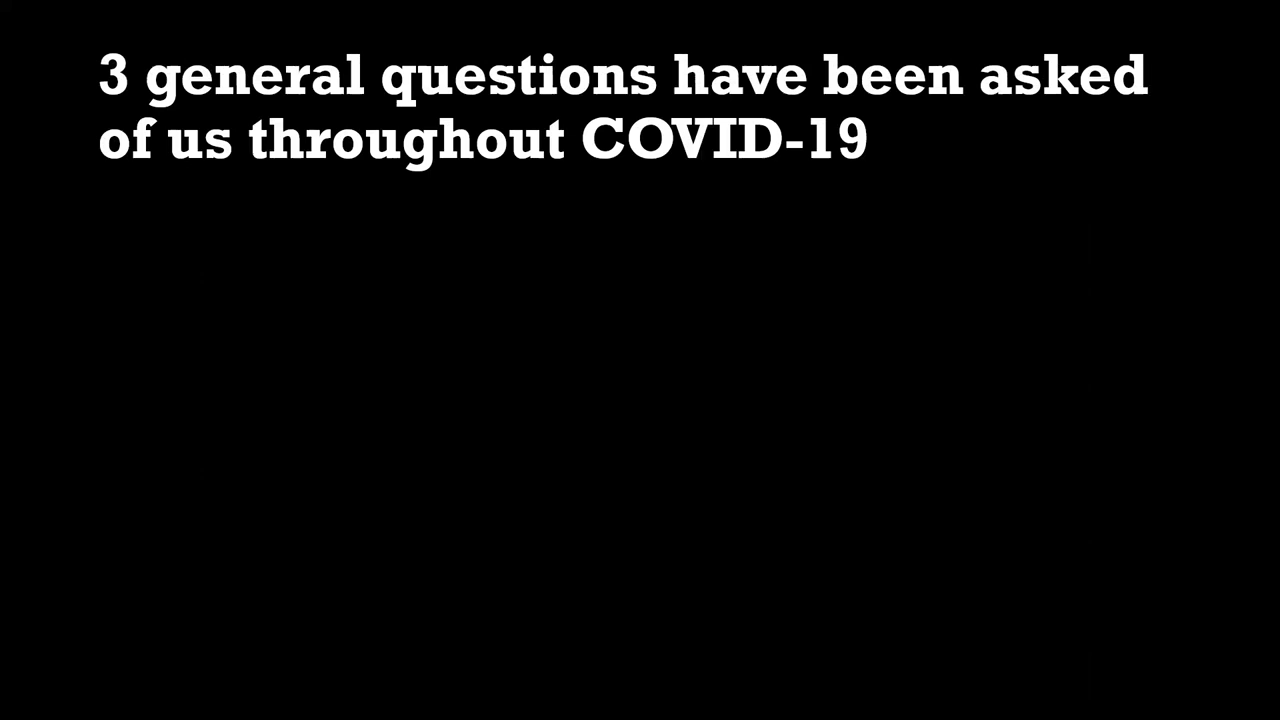 3 general questions have been asked
of us throughout COVID-19